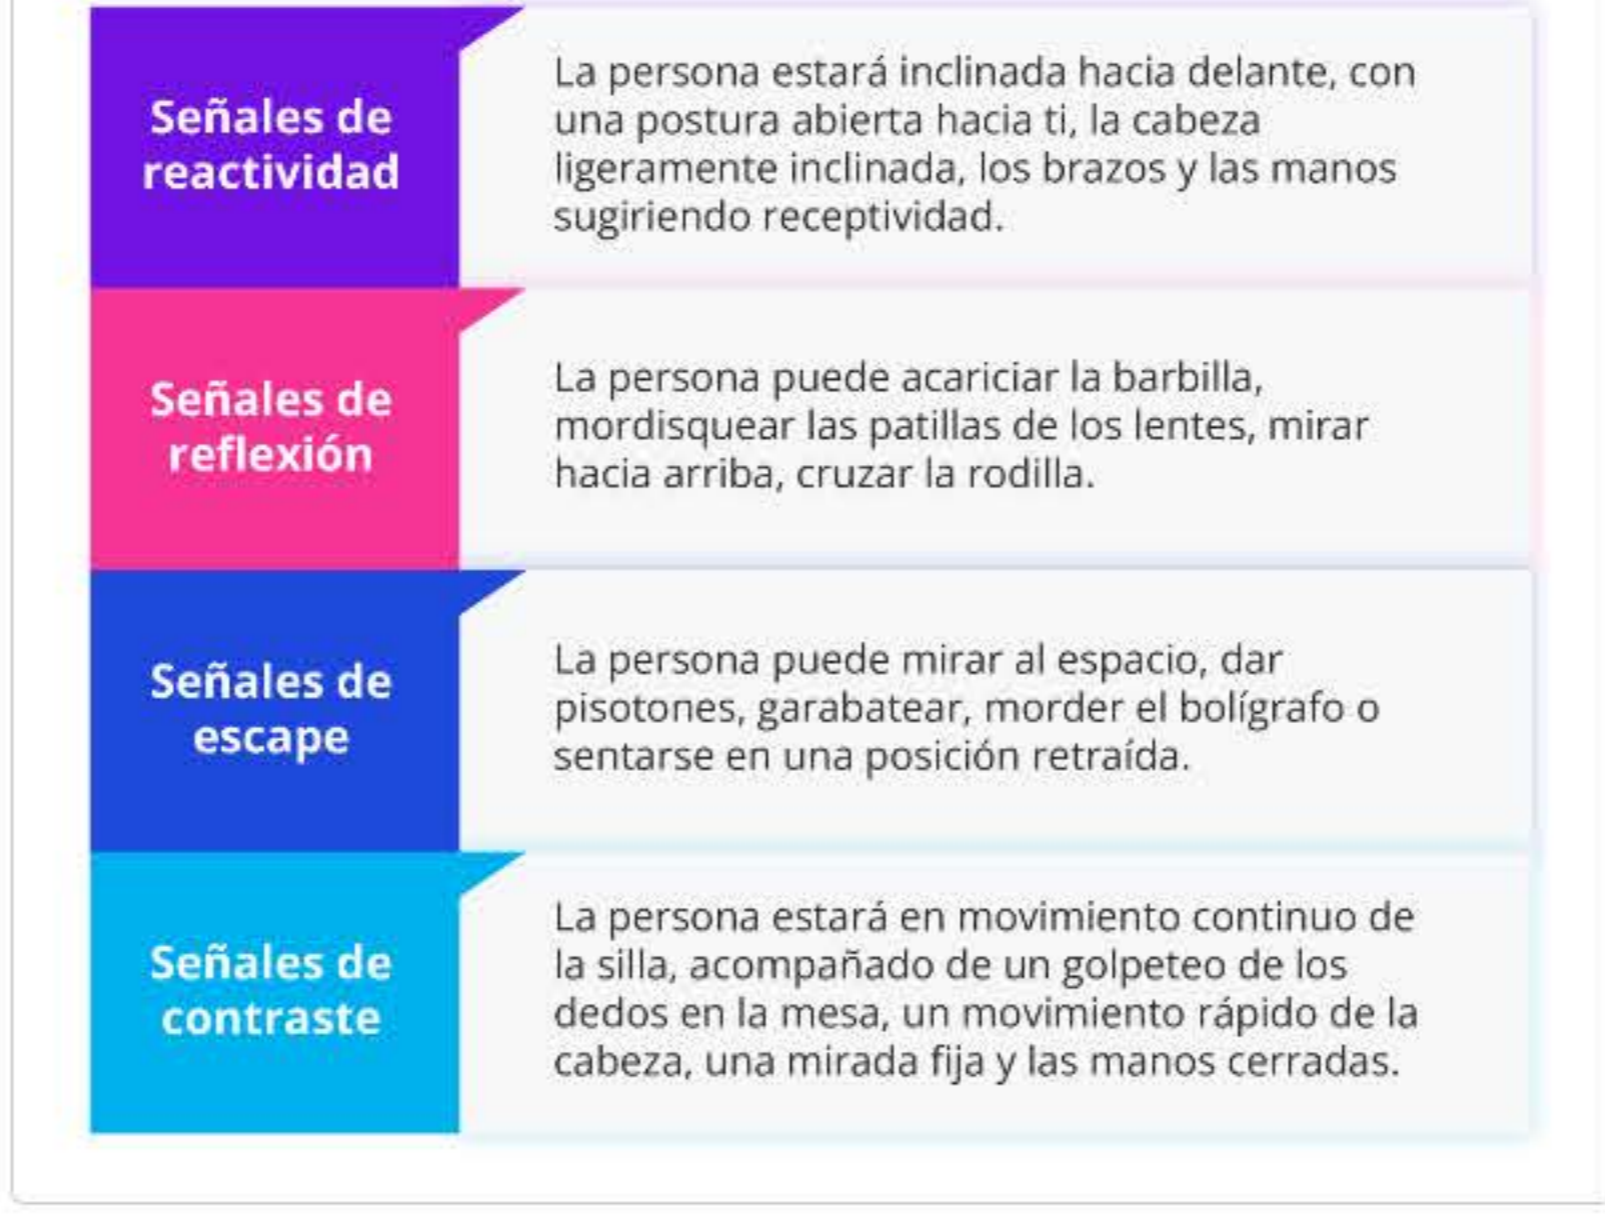 Señales de
reactividad
La persona estará inclinada hacia delante, con
una postura abierta hacia ti, la cabeza
ligeramente inclinada, los brazos y las manos
sugiriendo receptividad.
Señales de
reflexión
La persona puede acariciar la barbilla,
mordisquear las patillas de los lentes, mirar
hacia arriba, cruzar la rodilla.
Señales de
escape
La persona puede mirar al espacio, dar
pisotones, garabatear, morder el bolígrafo o
sentarse en una posición retraída.
Señales de
contraste
La persona estará en movimiento continuo de
la silla, acompañado de un golpeteo de los
dedos en la mesa, un movimiento rápido de la
cabeza, una mirada fija y las manos cerradas.